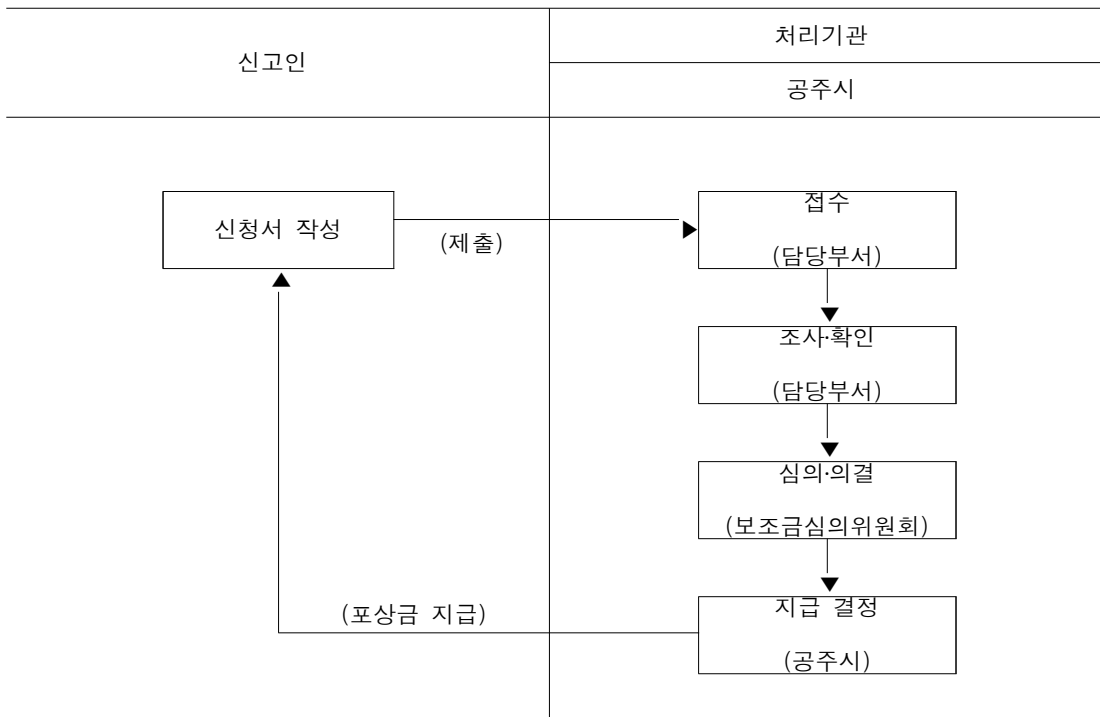 신고인
처리기관
공주시
신청서 작성
(제출)
접수
(담당부서)
조사·확인
(담당부서)
심의·의결
(보조금심의위원회)
(포상금 지급)
지급 결정
(공주시)